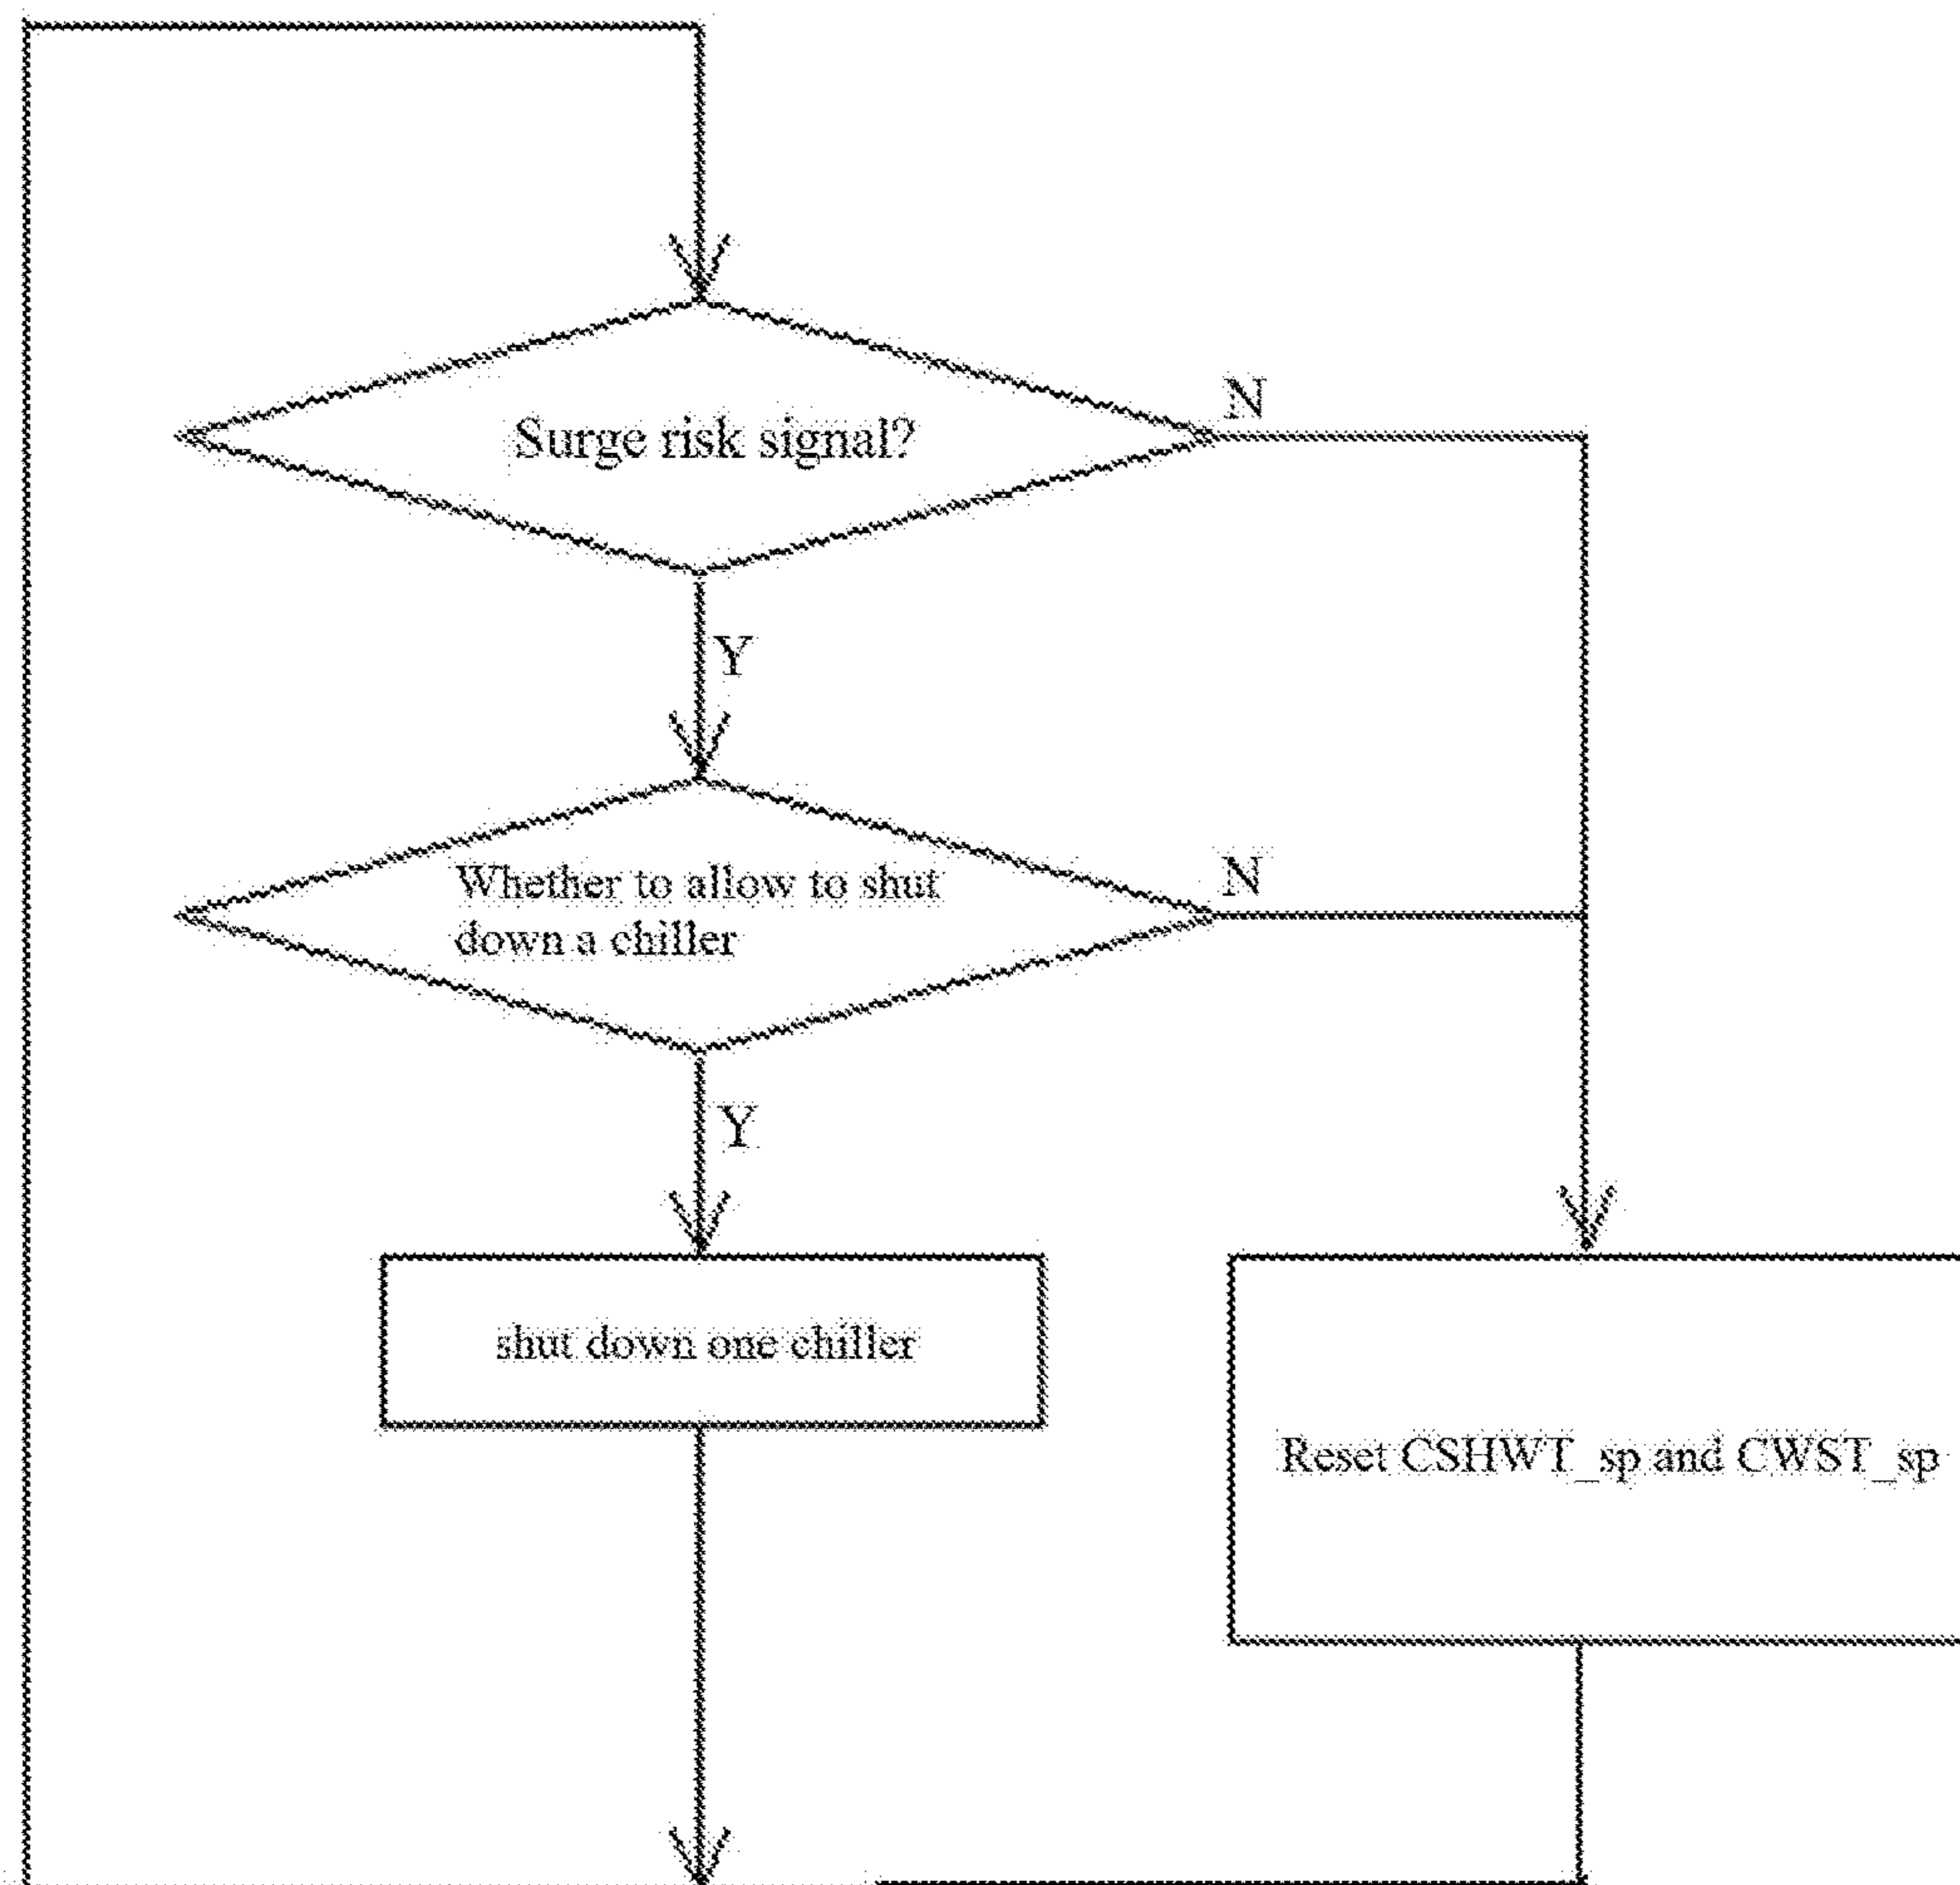 Surge risk signal?
N
Y
Whether to allow to shut
down a chiller
N
Y
shut down one chiller
Reset CSHWT_sp and CWST_sp